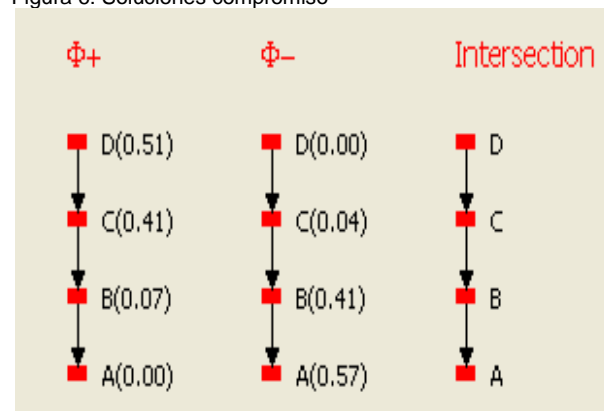 Figura 6. Soluciones compromiso
Φ+ Φ− Intersection
D(0.51) D(0.00) D
C(0.41) C(0.04) C
B(0.07) B(0.41) B
A(0.00) A(0.57) A